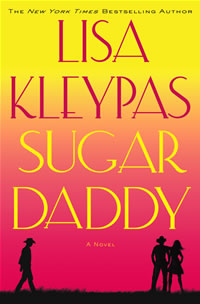 THE NEW YORK TIMES BESTSELLING AUTHOR
LISA
KLEYPAS
SUGAR
DADDY
A NOVEL